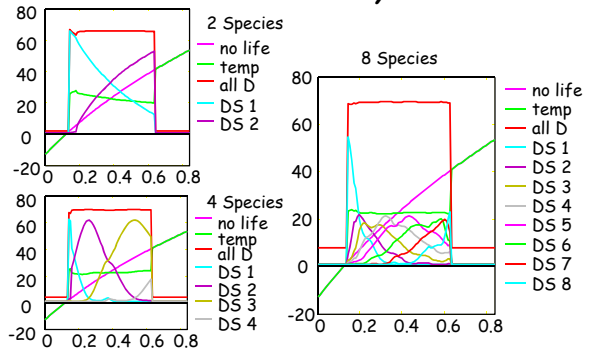 2 Species
80
60
40
20
0
-20
0 0.2 0.4 0.6 0.8
no life
temp
all D
DS 1
DS 2
4 Species
80
60
40
20
0
-20
0 0.2 0.4 0.6 0.8
no life
temp
all D
DS 1
DS 2
DS 3
DS 4
8 Species
80
60
40
20
0
-20
0 0.2 0.4 0.6 0.8
no life
temp
all D
DS 1
DS 2
DS 3
DS 4
DS 5
DS 6
DS 7
DS 8